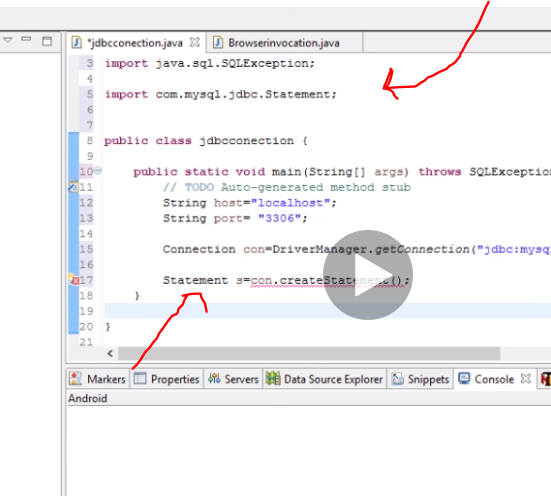 *jdbcconection.java Browserinvocation.java
3 import java.sql.SQLException;
4
5 import com.mysql.jdbc.Statement;
6
7
8 public class jdbcconection {
9
10 public static void main(String[] args) throws SQLException
11 // TODO Auto-generated method stub
12 String host="localhost";
13 String port= "3306";
14
15 Connection con=DriverManager.getConnection("jdbc:mysql
16
17 Statement s=con.createStatement();
18 }
19
20 }
21
Markers Properties Servers Data Source Explorer Snippets Console
Android